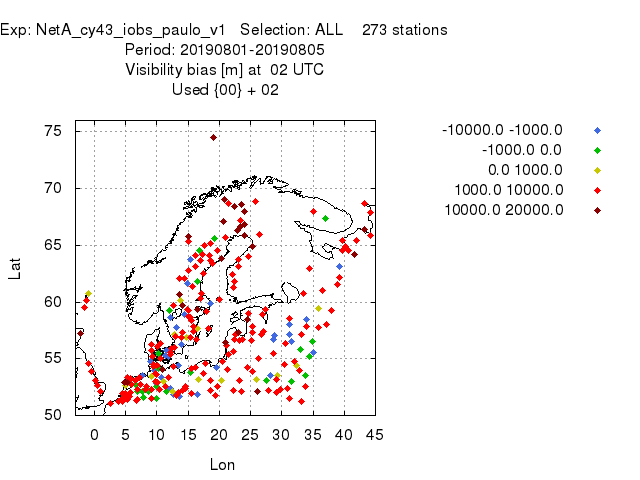 Exp: NetA_cy43_iobs_paulo_v1 Selection: ALL 273 stations
Period: 20190801-20190805
Visibility bias [m] at 02 UTC
Used {00} + 02
-10000.0 -1000.0
-1000.0 0.0
0.0 1000.0
1000.0 10000.0
10000.0 20000.0
75
70
65
60
55
50
Lat
0 5 10 15 20 25 30 35 40 45
Lon